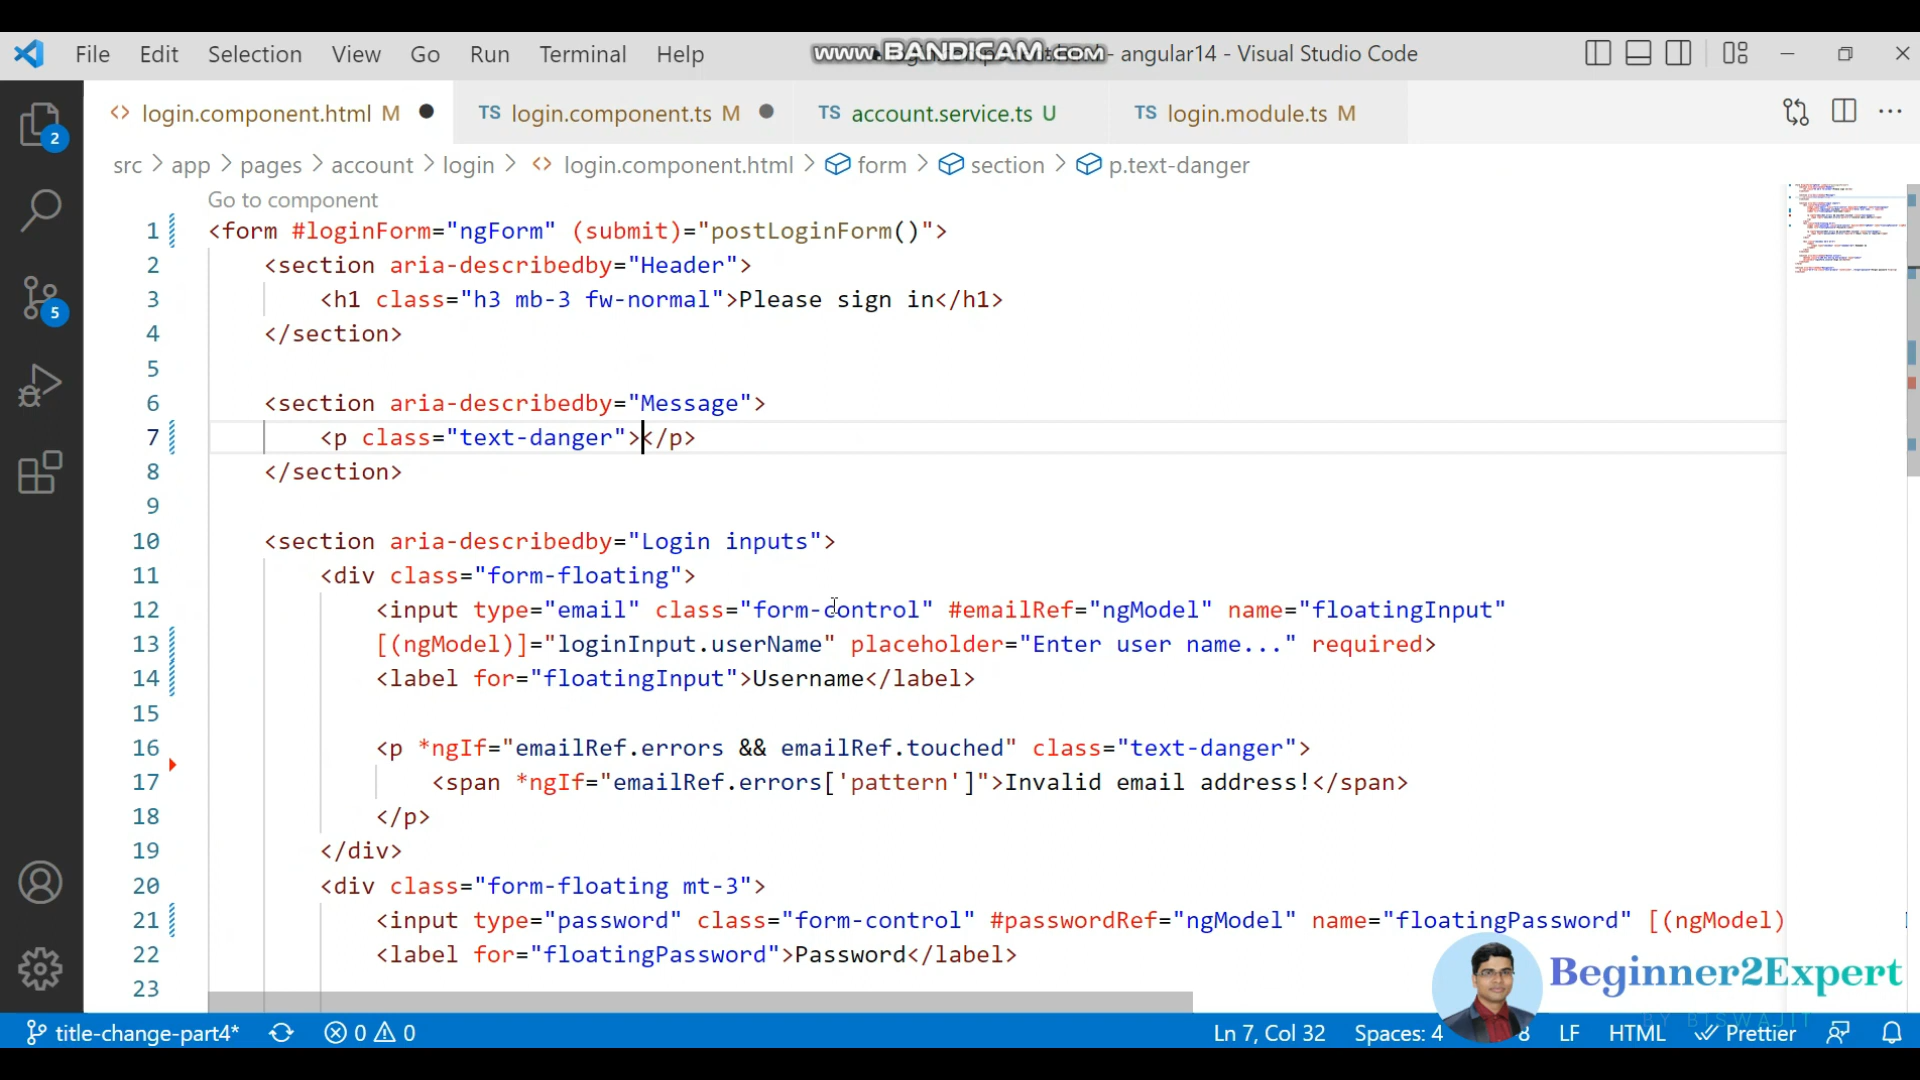 File Edit Selection View Go Run Terminal Help www.BANDICAM.com - angular14 - Visual Studio Code
login.component.html M login.component.ts M account.service.ts U login.module.ts M
src > app > pages > account > login > login.component.html > form > section > p.text-danger
Go to component
1 <form #loginForm="ngForm" (submit)="postLoginForm()">
2 <section aria-describedby="Header">
3 <h1 class="h3 mb-3 fw-normal">Please sign in</h1>
4 </section>
5
6 <section aria-describedby="Message">
7 <p class="text-danger"></p>
8 </section>
9
10 <section aria-describedby="Login inputs">
11 <div class="form-floating">
12 <input type="email" class="form-control" #emailRef="ngModel" name="floatingInput"
13 [(ngModel)]="loginInput.userName" placeholder="Enter user name..." required>
14 <label for="floatingInput">Username</label>
15
16 <p *ngIf="emailRef.errors && emailRef.touched" class="text-danger">
17 <span *ngIf="emailRef.errors['pattern']">Invalid email address!</span>
18 </p>
19 </div>
20 <div class="form-floating mt-3">
21 <input type="password" class="form-control" #passwordRef="ngModel" name="floatingPassword" [(ngModel)
22 <label for="floatingPassword">Password</label>
23
Beginner2Expert
BY BISWAJIT
title-change-part4* 0 0 Ln 7, Col 32 Spaces: 4 8 LF HTML Prettier
2
5